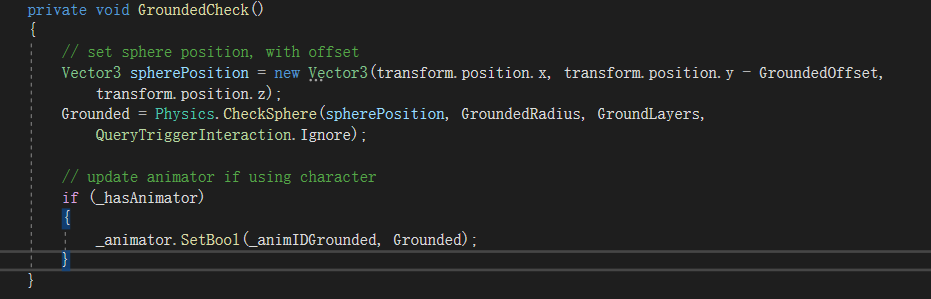 private void GroundedCheck()
{
// set sphere position, with offset
Vector3 spherePosition = new Vector3(transform.position.x, transform.position.y - GroundedOffset,
transform.position.z);
Grounded = Physics.CheckSphere(spherePosition, GroundedRadius, GroundLayers,
QueryTriggerInteraction.Ignore);
// update animator if using character
if (_hasAnimator)
{
_animator.SetBool(_animIDGrounded, Grounded);
}
}